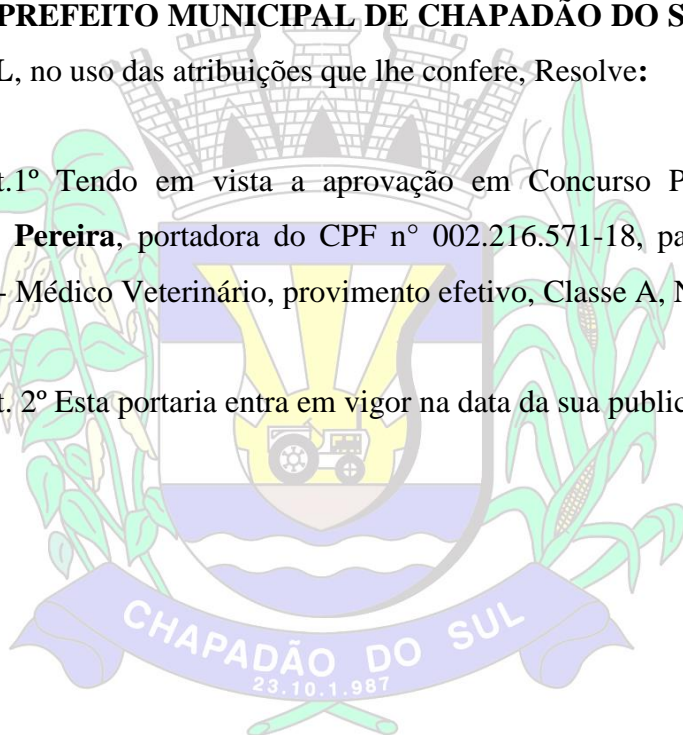 PREFEITO MUNICIPAL DE CHAPADÃO DO S
L, no uso das atribuições que lhe confere, Resolve:
t.1º Tendo em vista a aprovação em Concurso P
Pereira, portadora do CPF n° 002.216.571-18, pa
- Médico Veterinário, provimento efetivo, Classe A, N
t. 2º Esta portaria entra em vigor na data da sua public
CHAPADÃO DO SUL
23.10.1.987